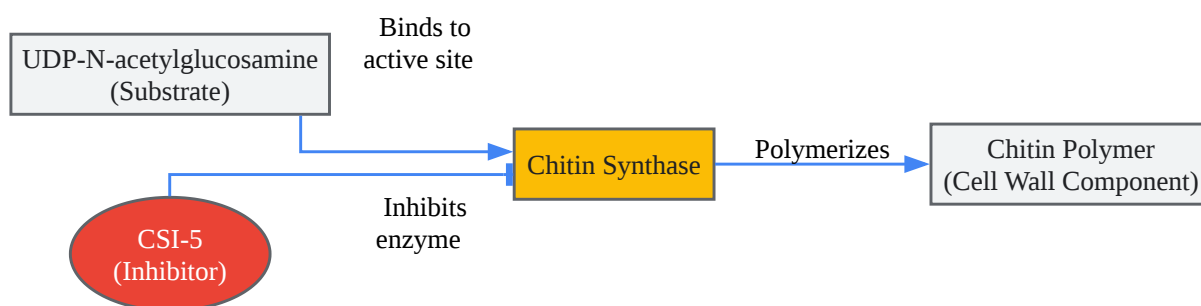 Binds to
active site
UDP-N-acetylglucosamine
(Substrate)
Chitin Synthase
Polymerizes
Chitin Polymer
(Cell Wall Component)
Inhibits
enzyme
CSI-5
(Inhibitor)